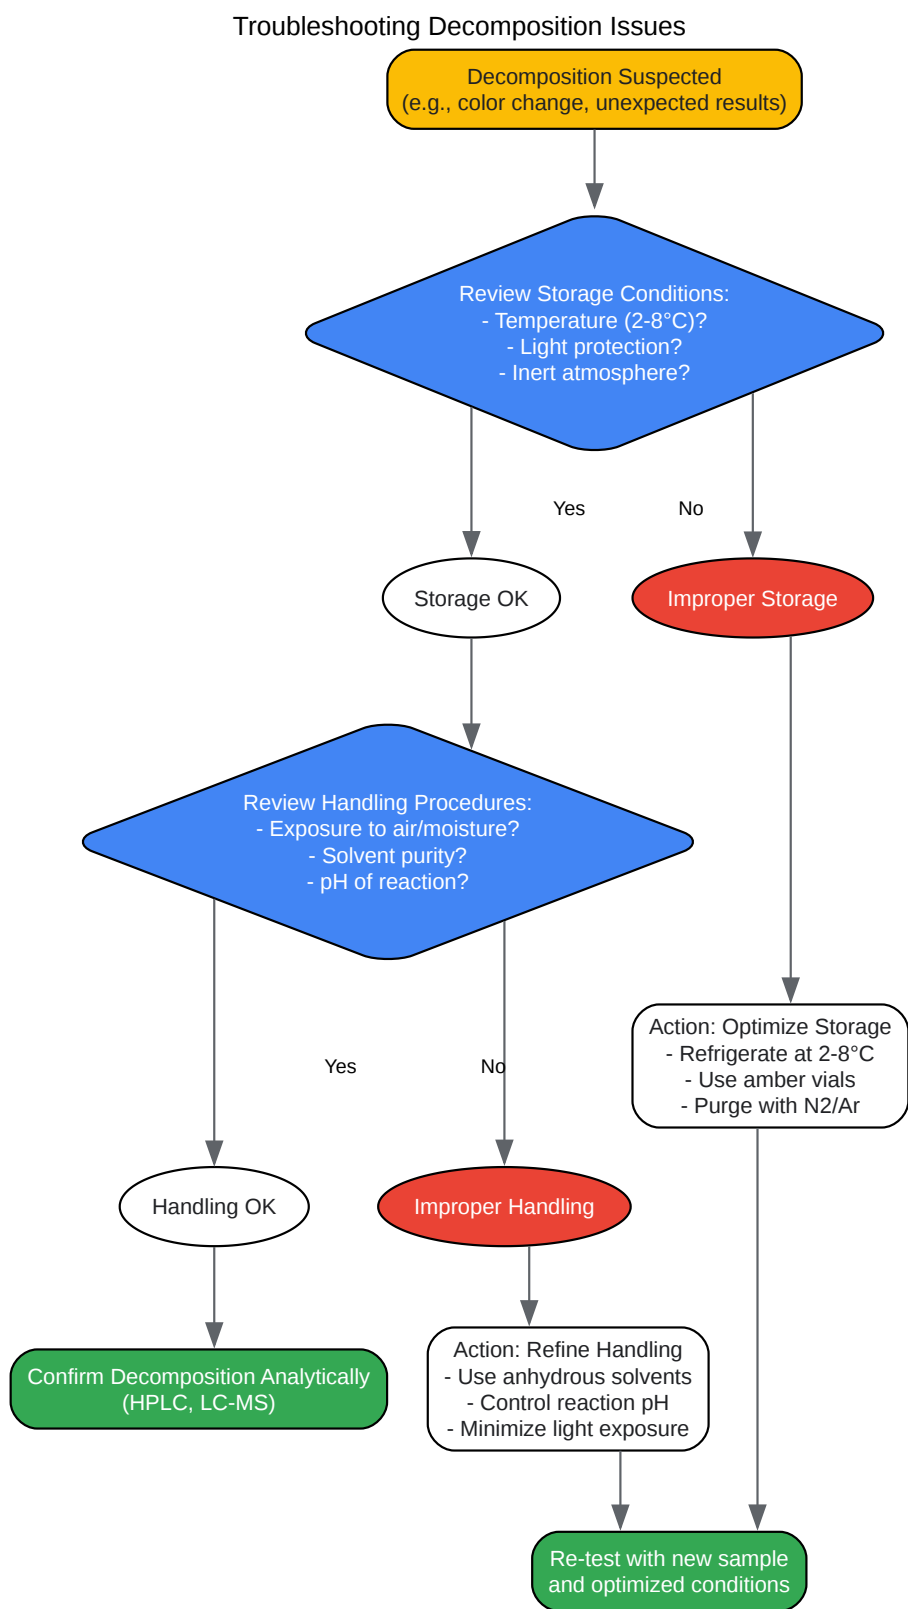 Troubleshooting Decomposition Issues
Decomposition Suspected
(e.g., color change, unexpected results)
Review Storage Conditions:
- Temperature (2-8°C)?
- Light protection?
- Inert atmosphere?
Yes
No
Storage OK
Improper Storage
Review Handling Procedures:
- Exposure to air/moisture?
- Solvent purity?
- pH of reaction?
Action: Optimize Storage
- Refrigerate at 2-8°C
- Use amber vials
- Purge with N2/Ar
Yes
No
Handling OK
Improper Handling
Confirm Decomposition Analytically
(HPLC, LC-MS)
Action: Refine Handling
- Use anhydrous solvents
- Control reaction pH
- Minimize light exposure
Re-test with new sample
and optimized conditions